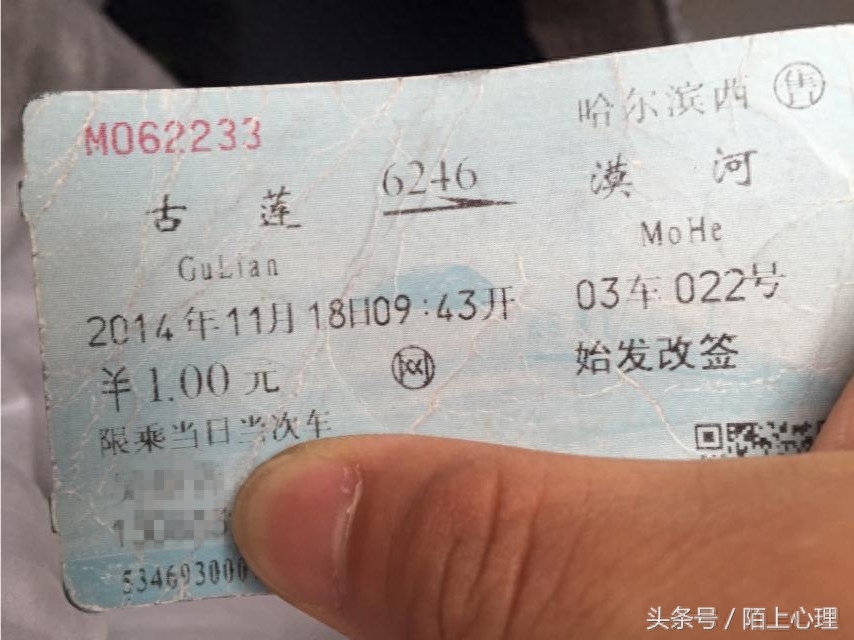 M062233
哈尔滨西 售
古莲 6246 漠河
GuLian MoHe
2014年11月18日09:43开 03车022号
¥1.00元 网 始发改签
限乘当日当次车
534693000
头条号 / 陌上心理